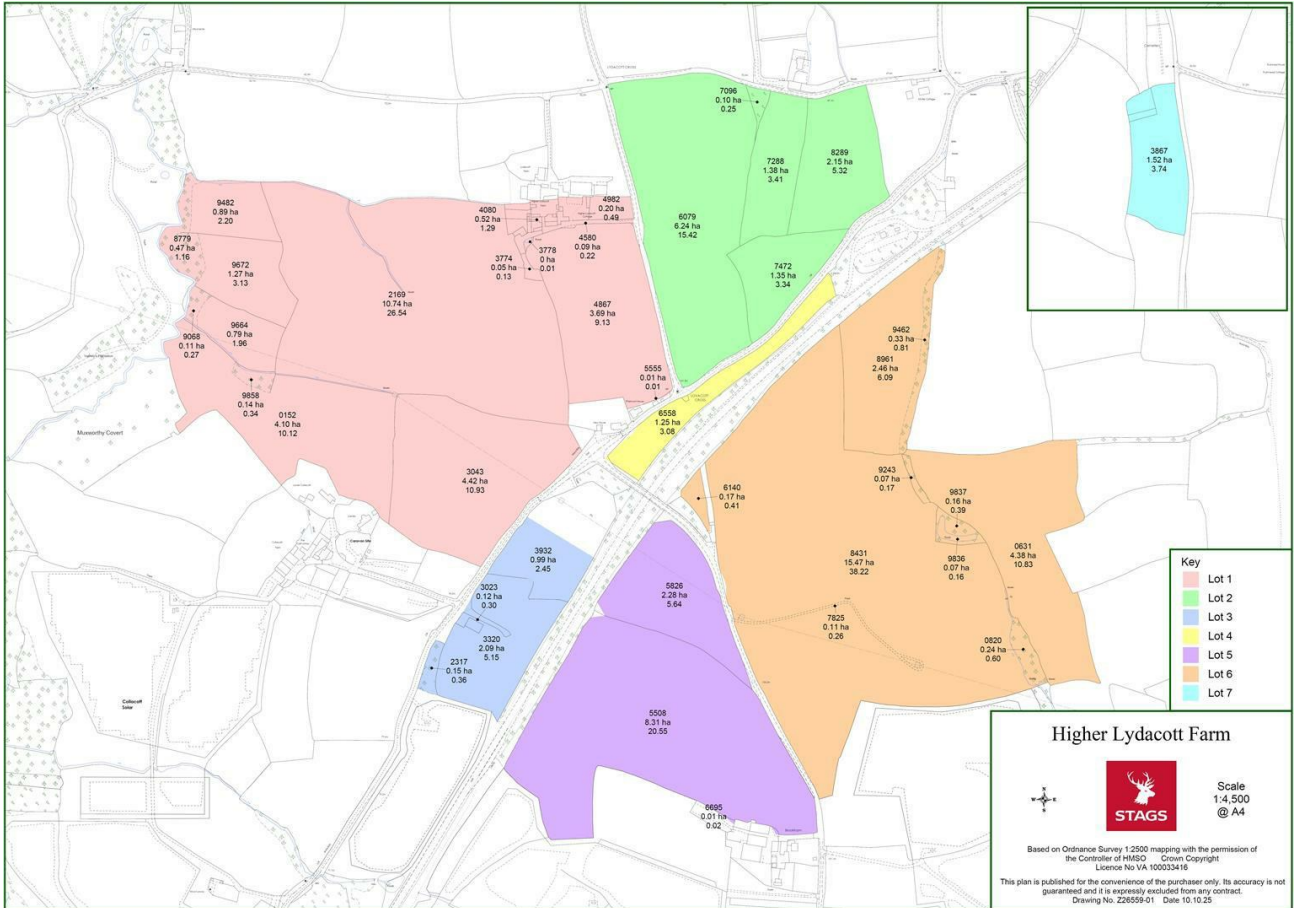 LYDACOTT CROSS
7096
0.10 ha
0.25
7288
1.38 ha
3.41
8289
2.15 ha
5.32
6079
6.24 ha
15.42
7472
1.35 ha
3.34
3867
1.52 ha
3.74
9482
0.89 ha
2.20
8779
0.47 ha
1.16
9672
1.27 ha
3.13
2169
10.74 ha
26.54
4080
0.52 ha
1.29
4982
0.20 ha
0.49
4580
0.09 ha
0.22
3778
0 ha
0.01
3774
0.05 ha
0.13
4867
3.69 ha
9.13
9068
0.11 ha
0.27
9664
0.79 ha
1.96
9858
0.14 ha
0.34
0152
4.10 ha
10.12
5555
0.01 ha
0.01
3043
4.42 ha
10.93
Muxworthy Covert
LYDACOTT CROSS
6558
1.25 ha
3.08
9462
0.33 ha
0.81
8961
2.46 ha
6.09
6140
0.17 ha
0.41
9243
0.07 ha
0.17
9837
0.16 ha
0.39
9836
0.07 ha
0.16
0631
4.38 ha
10.83
8431
15.47 ha
38.22
7825
0.11 ha
0.26
0820
0.24 ha
0.60
3932
0.99 ha
2.45
3023
0.12 ha
0.30
3320
2.09 ha
5.15
2317
0.15 ha
0.36
5826
2.28 ha
5.64
5508
8.31 ha
20.55
6695
0.01 ha
0.02
Collacott
Solar
Key
Lot 1
Lot 2
Lot 3
Lot 4
Lot 5
Lot 6
Lot 7
Higher Lydacott Farm
N
W E
S
STAGS
Scale
1:4,500
@ A4
Based on Ordnance Survey 1:2500 mapping with the permission of
the Controller of HMSO Crown Copyright
Licence No VA 100033416
This plan is published for the convenience of the purchaser only. Its accuracy is not
guaranteed and it is expressly excluded from any contract.
Drawing No. Z26559-01 Date 10.10.25